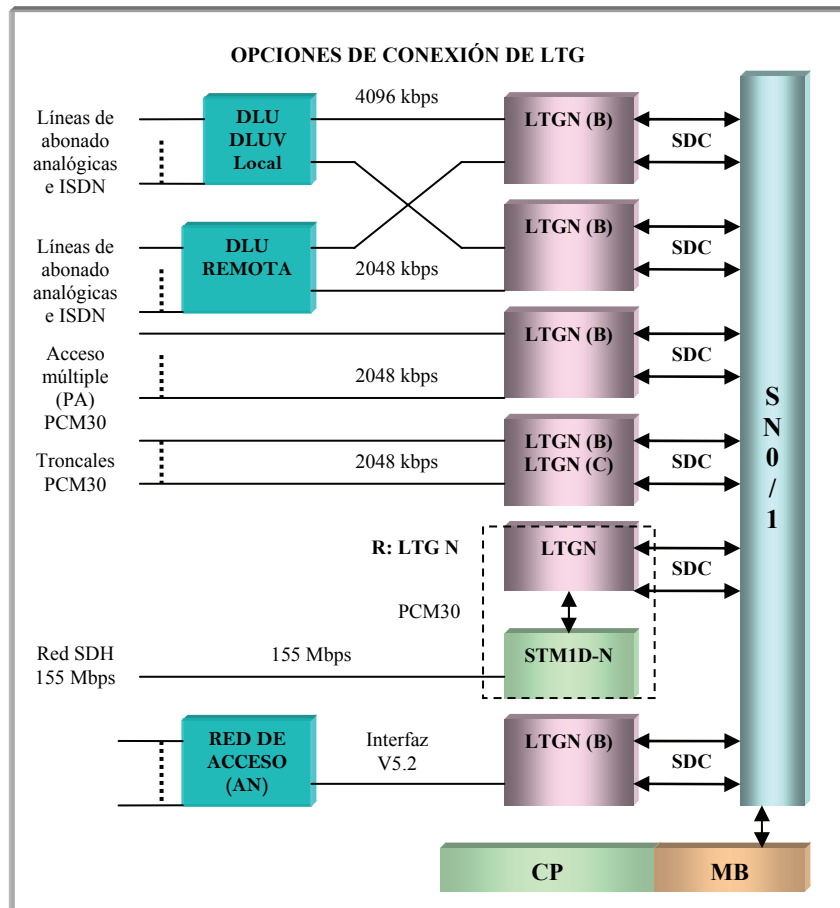 OPCIONES DE CONEXIÓN DE LTG
Líneas de
abonado
analógicas
e ISDN
DLU
DLUV
Local
4096 kbps
LTGN (B)
SDC
Líneas de
abonado
analógicas
e ISDN
DLU
REMOTA
2048 kbps
LTGN (B)
SDC
Acceso
múltiple
(PA)
PCM30
2048 kbps
LTGN (B)
SDC
Troncales
PCM30
2048 kbps
LTGN (B)
LTGN (C)
SDC
R: LTG N
LTGN
SDC
PCM30
Red SDH
155 Mbps
155 Mbps
STM1D-N
RED DE
ACCESO
(AN)
Interfaz
V5.2
LTGN (B)
SDC
S
N
0
/
1
CP
MB